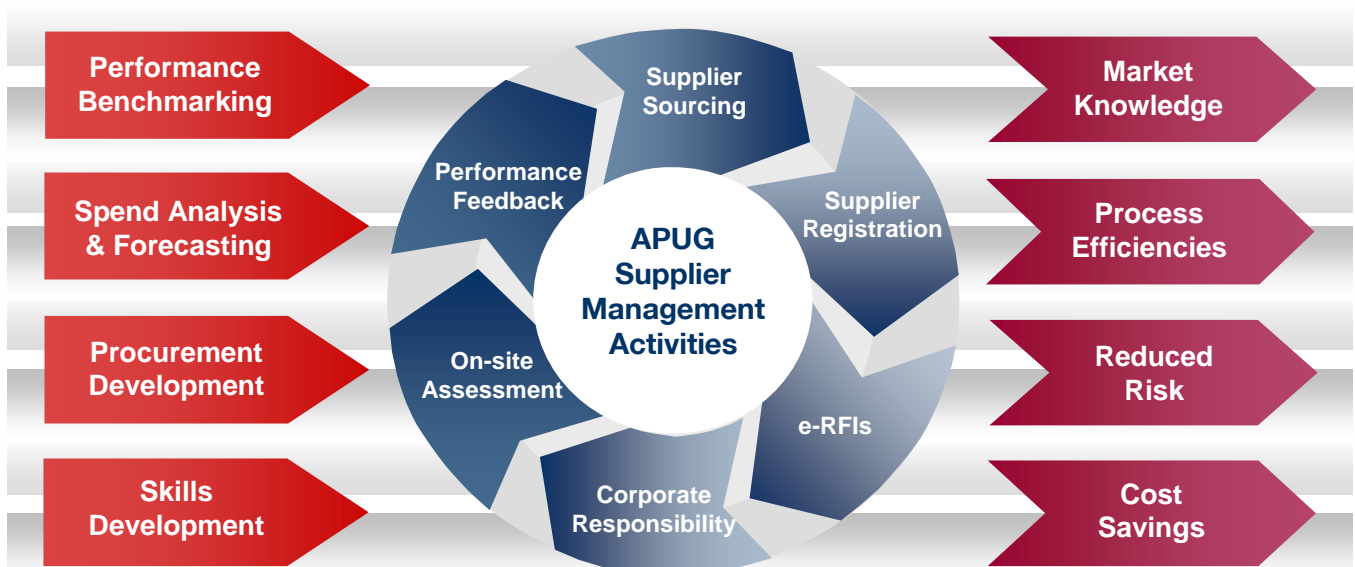 Performance
Benchmarking
Spend Analysis
& Forecasting
Procurement
Development
Skills
Development
Supplier
Sourcing
Supplier
Registration
e-RFIs
Corporate
Responsibility
On-site
Assessment
Performance
Feedback
APUG
Supplier
Management
Activities
Market
Knowledge
Process
Efficiencies
Reduced
Risk
Cost
Savings